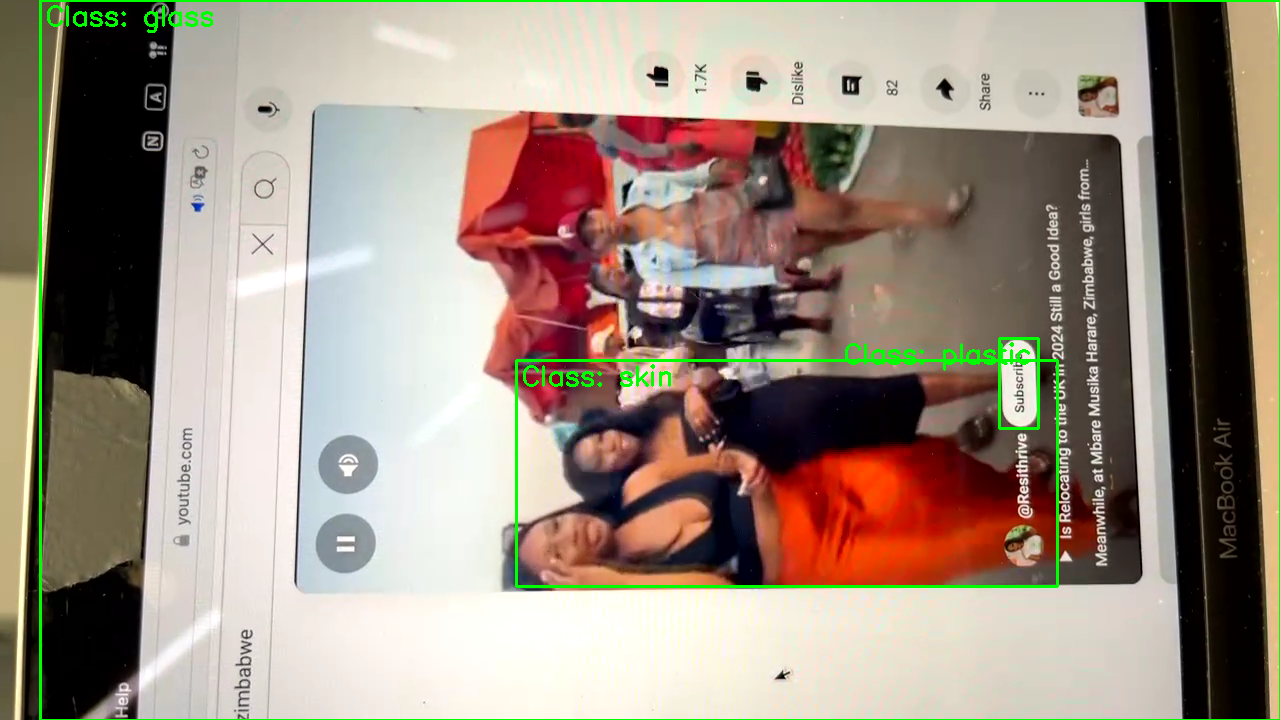 Class: glass
Help
N
A
youtube.com
zimbabwe
1.7K
Dislike
82
Share
Class: skin
Class: plastic
@Resithrive
Subscribe
Is Relocating to the UK in 2024 Still a Good Idea?
Meanwhile, at Mbare Musika Harare, Zimbabwe, girls from...
MacBook Air